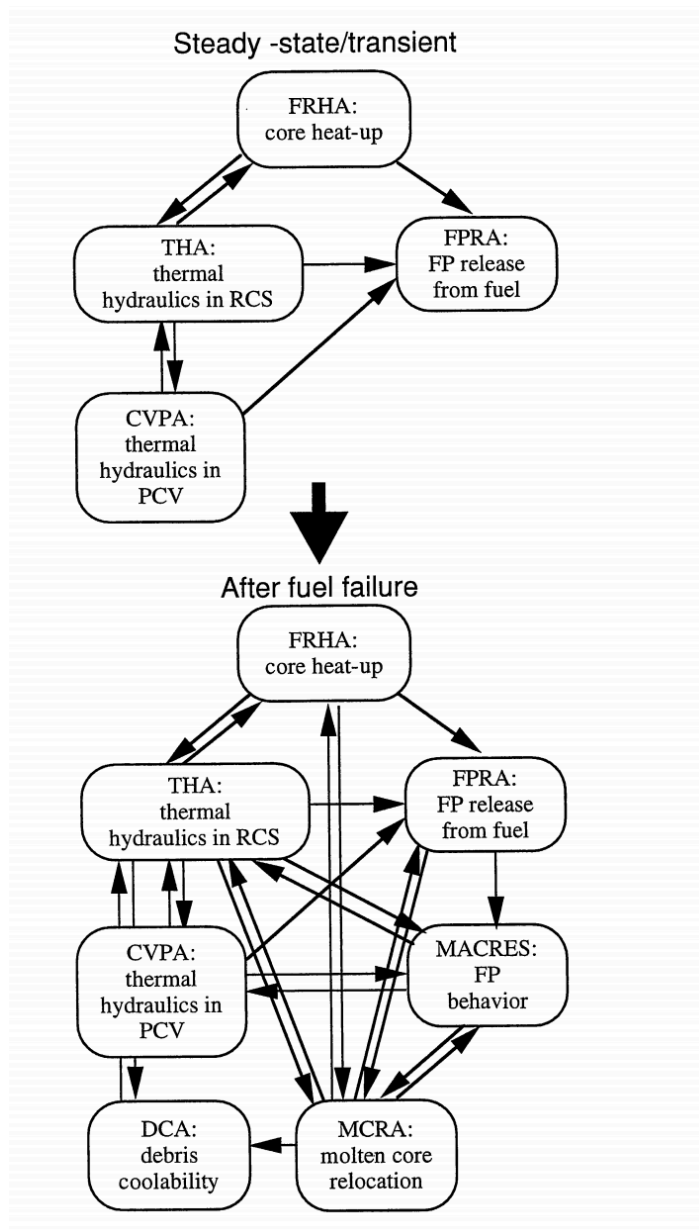 Steady -state/transient
FRHA:
core heat-up
THA:
thermal
hydraulics in RCS
FPRA:
FP release
from fuel
CVPA:
thermal
hydraulics in
PCV
After fuel failure
FRHA:
core heat-up
THA:
thermal
hydraulics in RCS
FPRA:
FP release
from fuel
CVPA:
thermal
hydraulics in
PCV
MACRES:
FP
behavior
DCA:
debris
coolability
MCRA:
molten core
relocation